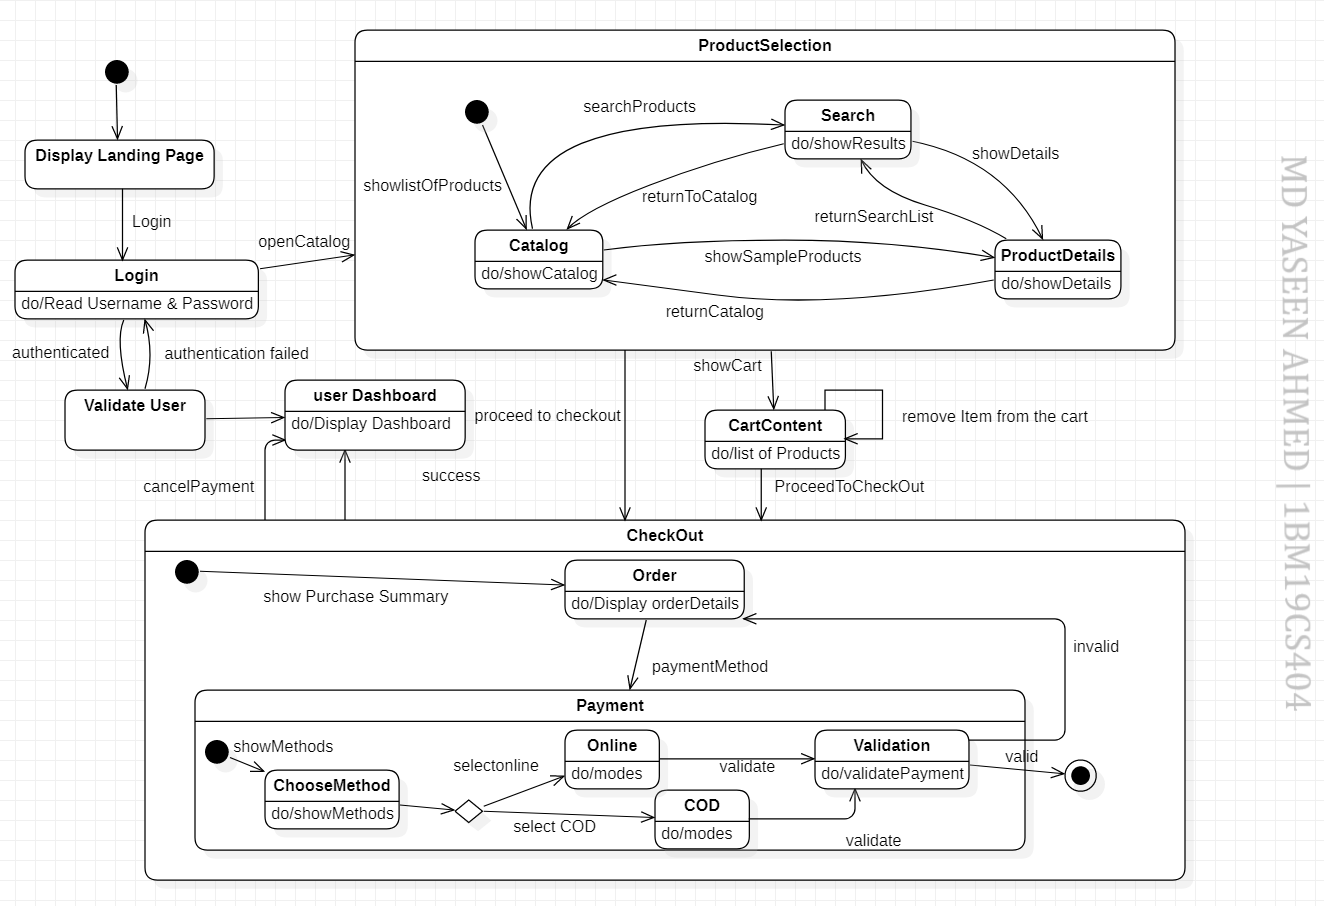 ProductSelection
searchProducts
Search
do/showResults
showDetails
Display Landing Page
showlistOfProducts
returnToCatalog
returnSearchList
Login
openCatalog
Catalog
do/showCatalog
showSampleProducts
ProductDetails
do/showDetails
Login
do/Read Username & Password
returnCatalog
authenticated
authentication failed
showCart
Validate User
user Dashboard
do/Display Dashboard
proceed to checkout
CartContent
do/list of Products
remove Item from the cart
cancelPayment
success
ProceedToCheckOut
CheckOut
Order
do/Display orderDetails
show Purchase Summary
invalid
paymentMethod
Payment
showMethods
ChooseMethod
do/showMethods
selectonline
Online
do/modes
validate
Validation
do/validatePayment
valid
select COD
COD
do/modes
validate
MD YASEEN AHMED | 1BM19CS404